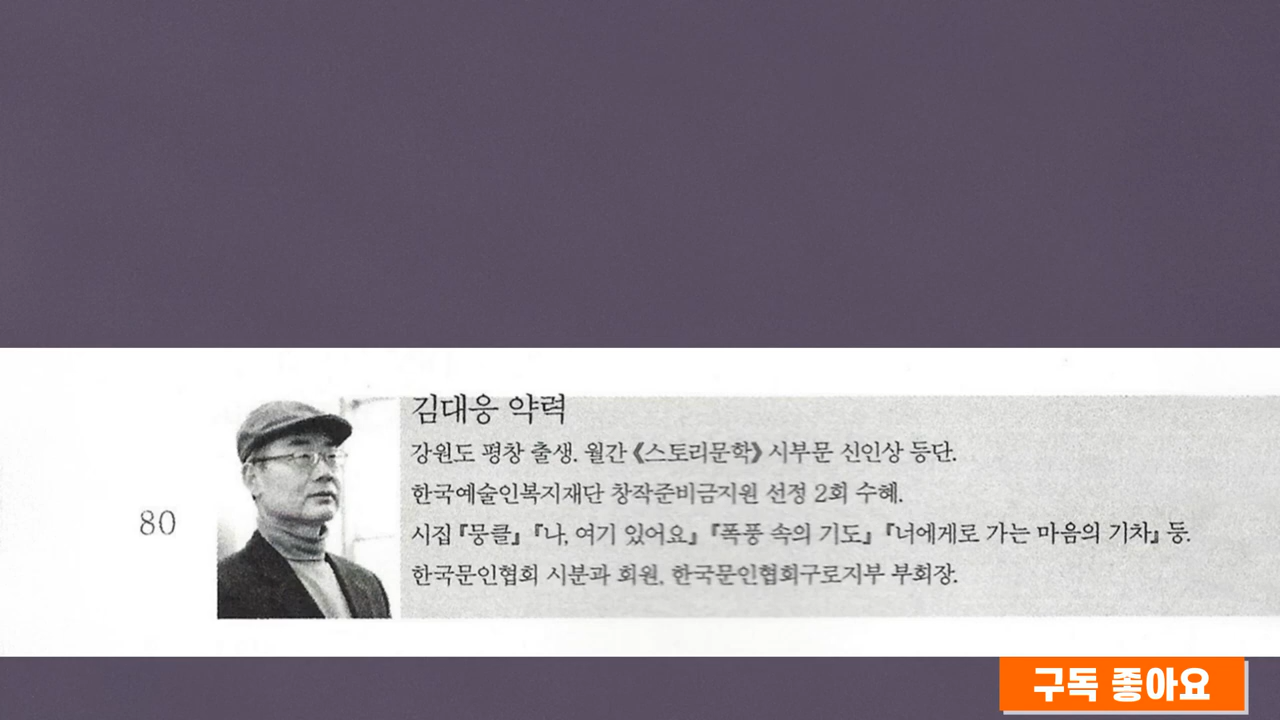 김대응 약력
강원도 평창 출생. 월간 《스토리문학》 시부문 신인상 등단.
한국예술인복지재단 창작준비금지원 선정 2회 수혜.
80
시집 『뭉클』 『나, 여기 있어요』 『폭풍 속의 기도』 『너에게로 가는 마음의 기차』 등.
한국문인협회 시분과 회원, 한국문인협회구로지부 부회장.
구독 좋아요